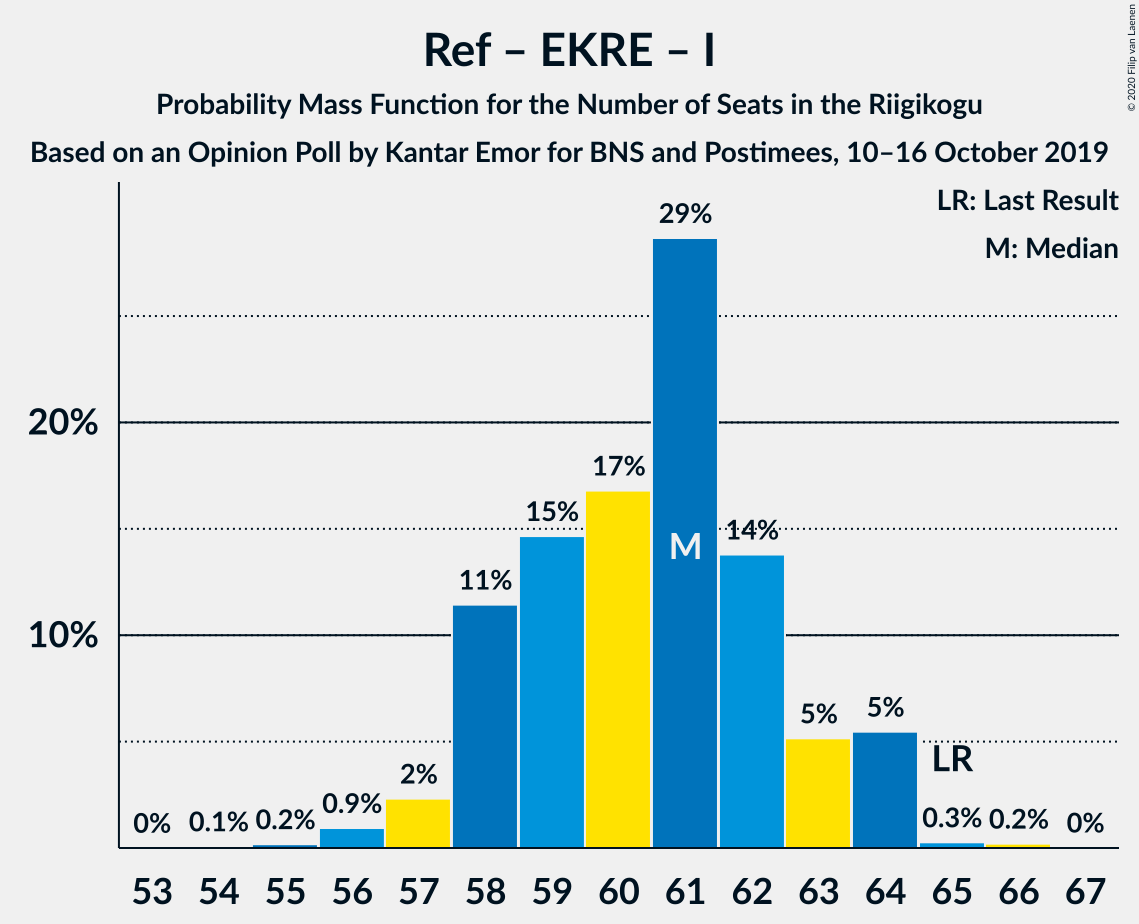 Ref – EKRE – I
Probability Mass Function for the Number of Seats in the Riigikogu
Based on an Opinion Poll by Kantar Emor for BNS and Postimees, 10–16 October 2019
© 2020 Filip van Laenen
LR: Last Result
M: Median
29%
20%
17%
15%
14%
M
11%
10%
5%
5%
LR
2%
0.9%
0%
0.1%
0.2%
0.3%
0.2%
0%
53 54 55 56 57 58 59 60 61 62 63 64 65 66 67